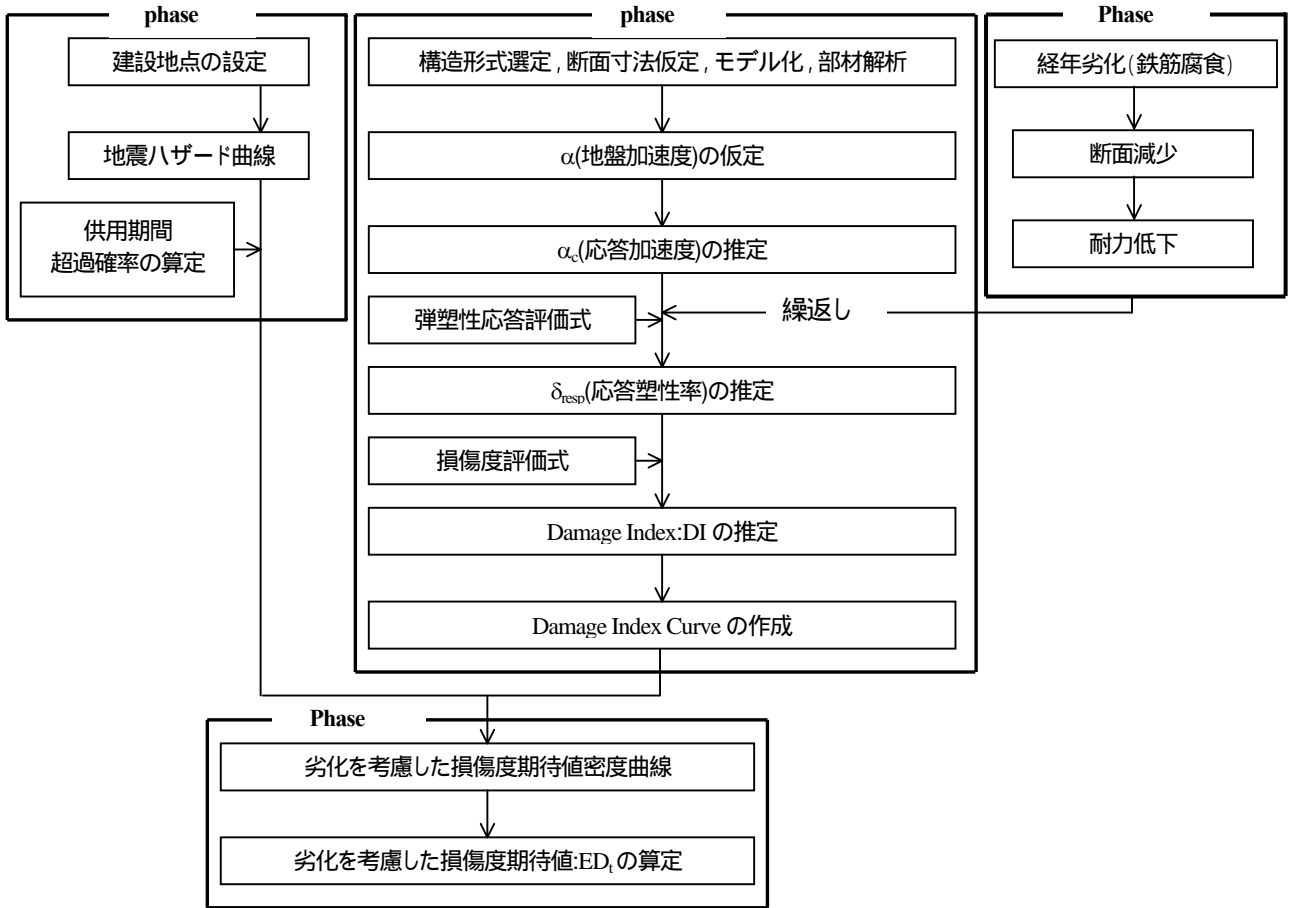 phase
建設地点の設定
地震ハザード曲線
供用期間
超過確率の算定
phase
構造形式選定,断面寸法仮定,モデル化,部材解析
α(地盤加速度)の仮定
αc(応答加速度)の推定
弾塑性応答評価式
繰返し
δresp(応答塑性率)の推定
損傷度評価式
Damage Index:DI の推定
Damage Index Curve の作成
Phase
経年劣化(鉄筋腐食)
断面減少
耐力低下
Phase
劣化を考慮した損傷度期待値密度曲線
劣化を考慮した損傷度期待値:EDtの算定